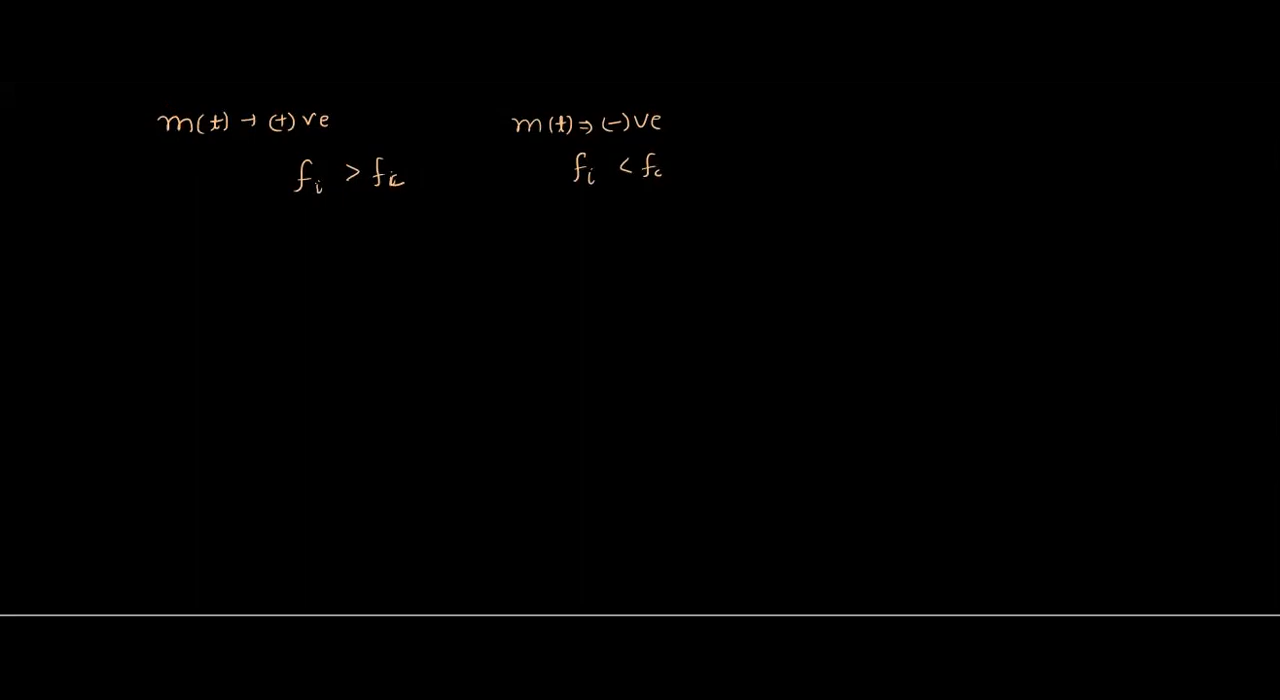 m(t) → (+)ve m(t) ⇒ (-)ve
fi > fc fi < fc